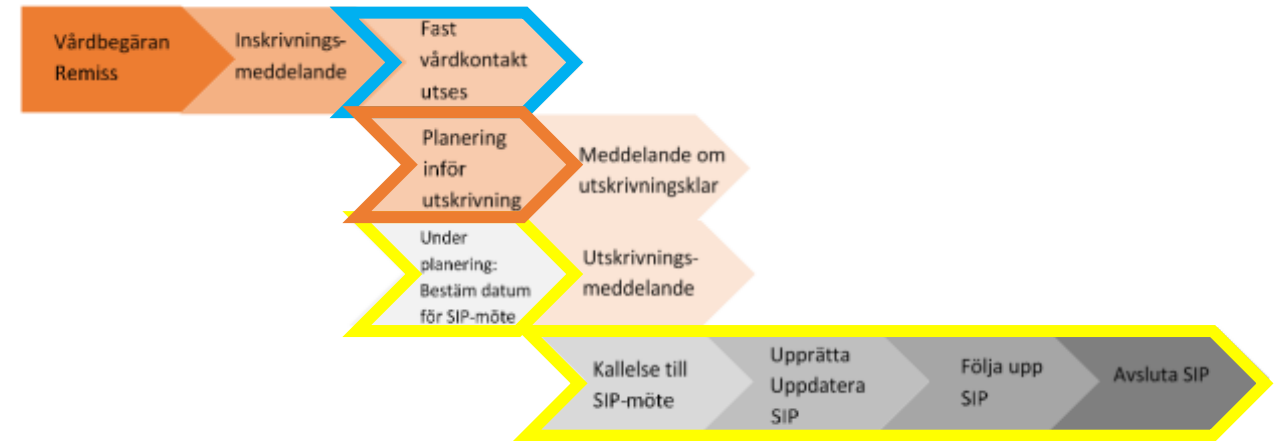 Vårdbegäran
Remiss
Inskrivnings-
meddelande
Fast
vårdkontakt
utses
Planering
inför
utskrivning
Meddelande om
utskrivningsklar
Under
planering:
Bestäm datum
för SIP-möte
Utskrivnings-
meddelande
Kallelse till
SIP-möte
Upprätta
Uppdatera
SIP
Följa upp
SIP
Avsluta SIP